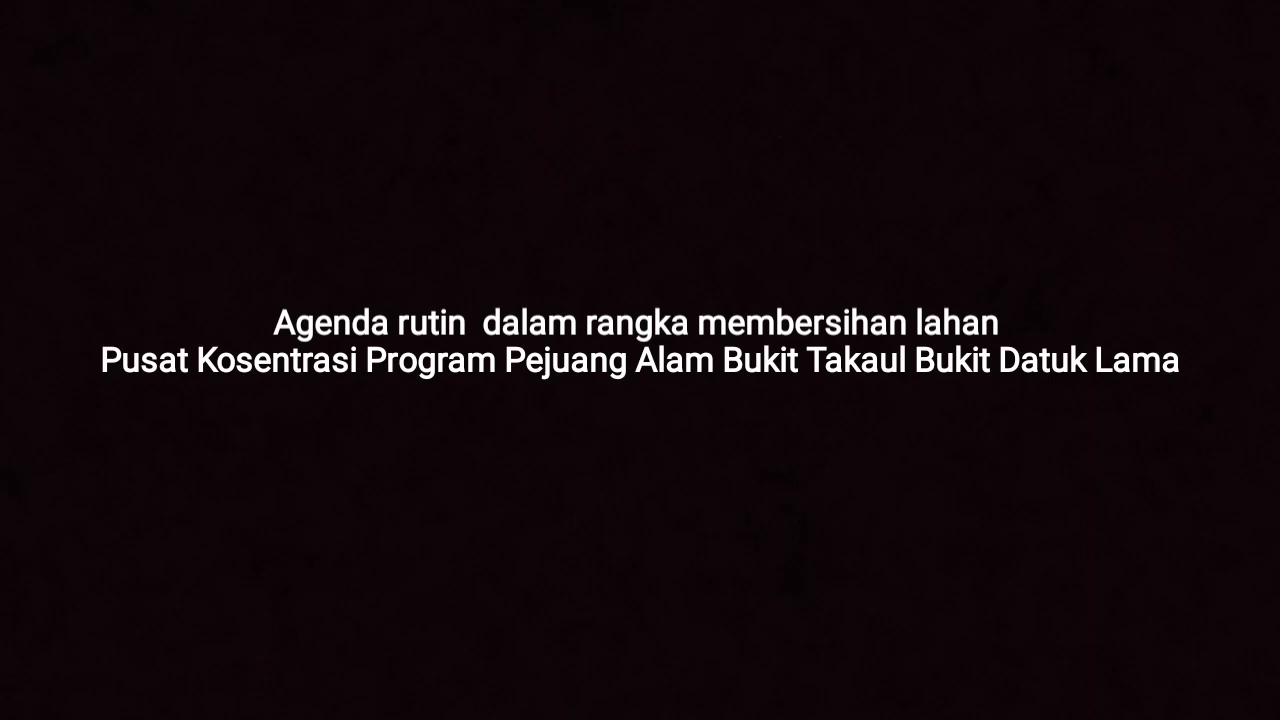 Agenda rutin  dalam rangka membersihan lahan
Pusat Kosentrasi Program Pejuang Alam Bukit Takaul Bukit Datuk Lama